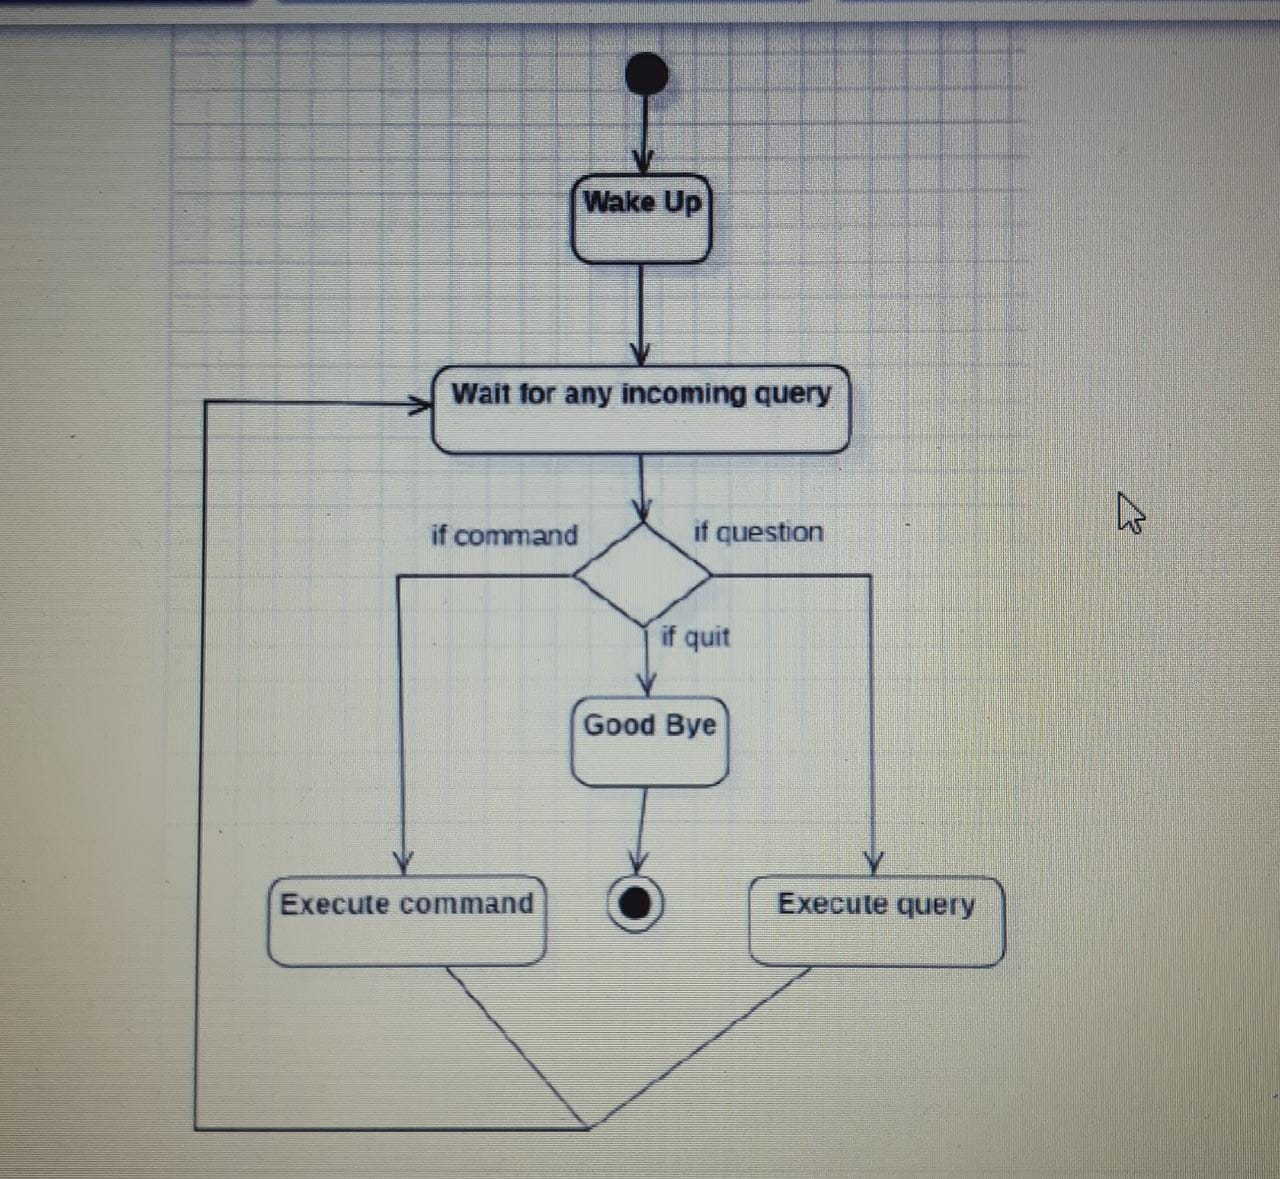 Wake Up
Wait for any incoming query
if command
if question
if quit
Good Bye
Execute command
Execute query